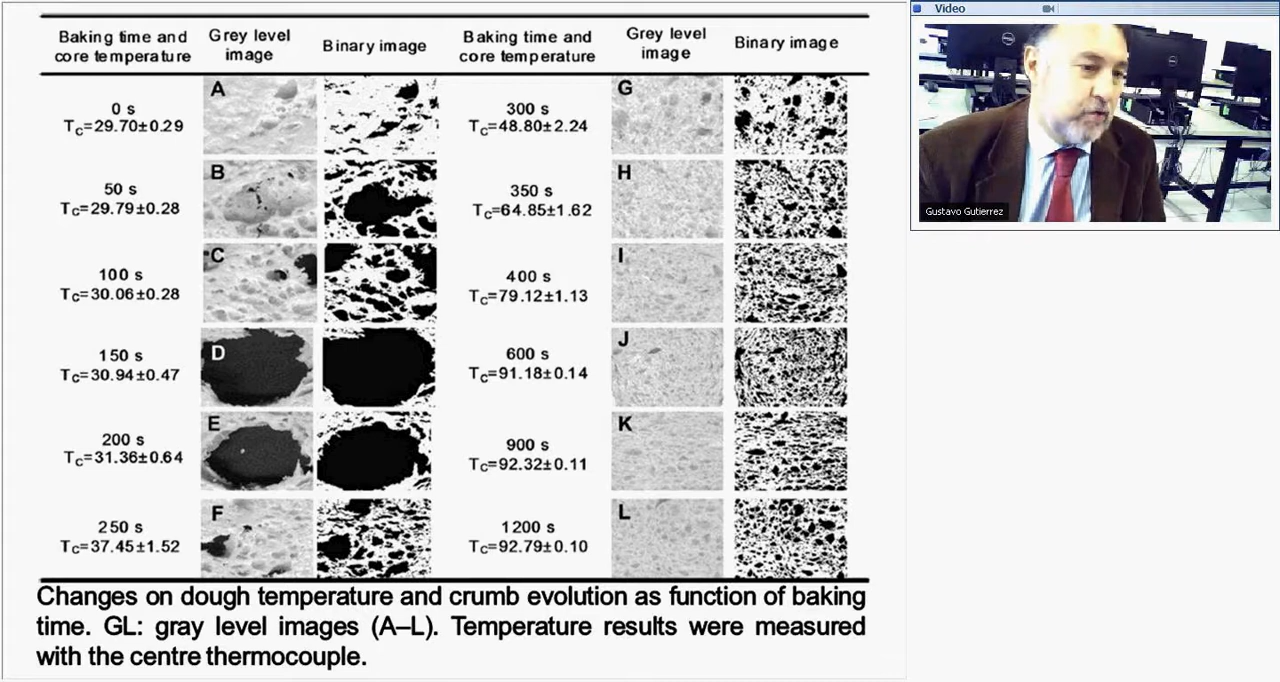 Baking time and core temperature
Grey level image
Binary image
Baking time and core temperature
Grey level image
Binary image
0 s
TC=29.70±0.29
A
300 s
TC=48.80±2.24
G
50 s
TC=29.79±0.28
B
350 s
TC=64.85±1.62
H
100 s
TC=30.06±0.28
C
400 s
TC=79.12±1.13
I
150 s
TC=30.94±0.47
D
600 s
TC=91.18±0.14
J
200 s
TC=31.36±0.64
E
900 s
TC=92.32±0.11
K
250 s
TC=37.45±1.52
F
1200 s
TC=92.79±0.10
L
Changes on dough temperature and crumb evolution as function of baking
time. GL: gray level images (A–L). Temperature results were measured
with the centre thermocouple.
Video
Gustavo Gutierrez